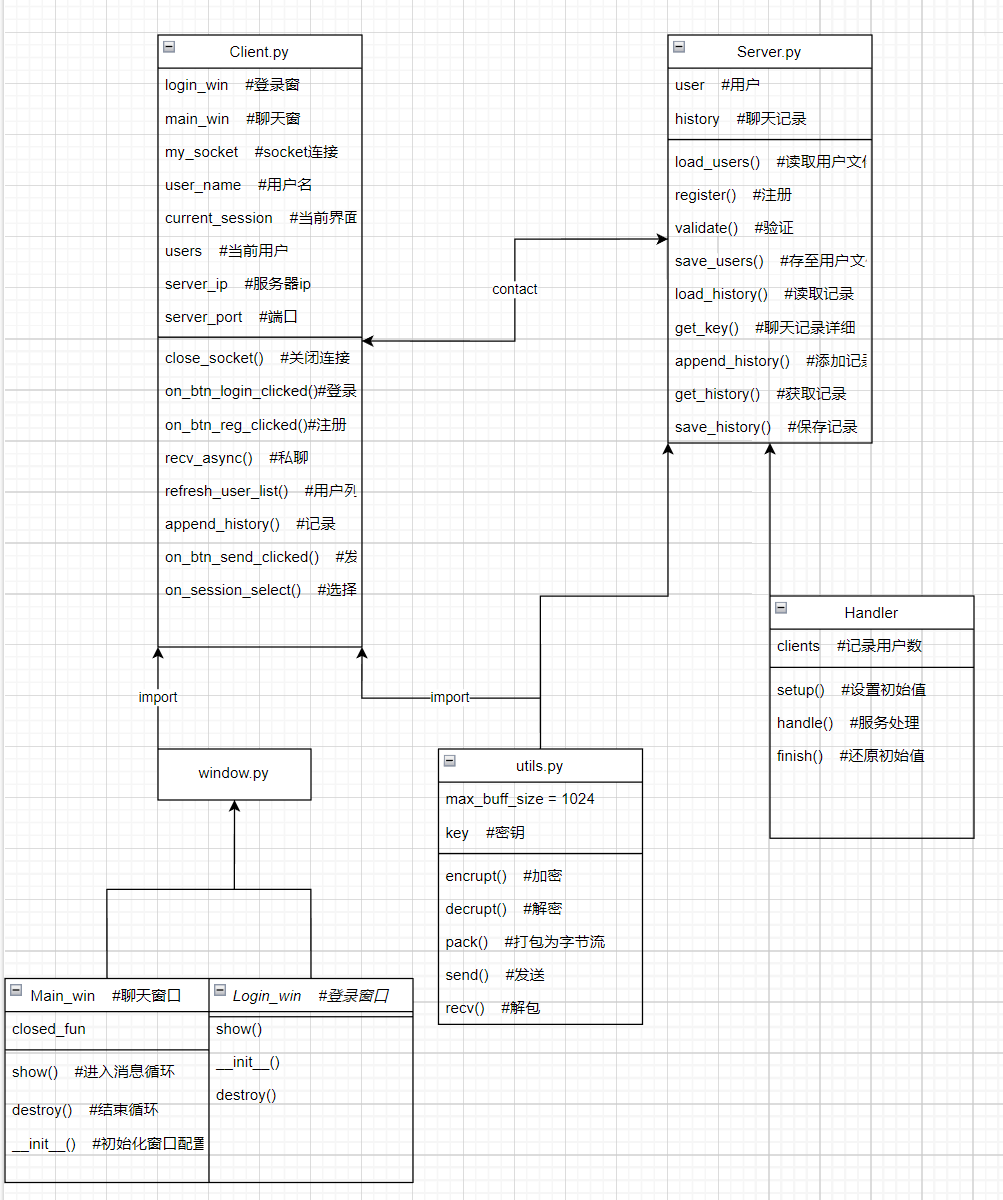 Client.py
login_win #登录窗
main_win #聊天窗
my_socket #socket连接
user_name #用户名
current_session #当前界面
users #当前用户
server_ip #服务器ip
server_port #端口
close_socket() #关闭连接
on_btn_login_clicked()#登录
on_btn_reg_clicked()#注册
recv_async() #私聊
refresh_user_list() #用户列
append_history() #记录
on_btn_send_clicked() #发
on_session_select() #选择
Server.py
user #用户
history #聊天记录
load_users() #读取用户文
register() #注册
validate() #验证
save_users() #存至用户文
load_history() #读取记录
get_key() #聊天记录详细
append_history() #添加记
get_history() #获取记录
save_history() #保存记录
contact
import
import
Handler
clients #记录用户数
setup() #设置初始值
handle() #服务处理
finish() #还原初始值
window.py
utils.py
max_buff_size = 1024
key #密钥
encrupt() #加密
decrupt() #解密
pack() #打包为字节流
send() #发送
recv() #解包
Main_win #聊天窗口
closed_fun
show() #进入消息循环
destroy() #结束循环
__init__() #初始化窗口配置
Login_win #登录窗口
show()
__init__()
destroy()